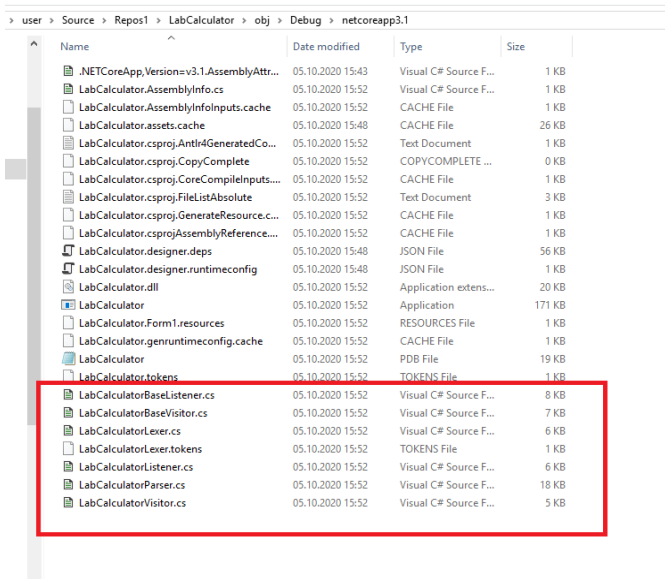 › user › Source › Repos1 › LabCalculator › obj › Debug › netcoreapp3.1
Name Date modified Type Size
.NETCoreApp,Version=v3.1.AssemblyAttr... 05.10.2020 15:43 Visual C# Source F... 1 KB
LabCalculator.AssemblyInfo.cs 05.10.2020 15:52 Visual C# Source F... 1 KB
LabCalculator.AssemblyInfoInputs.cache 05.10.2020 15:52 CACHE File 1 KB
LabCalculator.assets.cache 05.10.2020 15:48 CACHE File 26 KB
LabCalculator.csproj.Antlr4GeneratedCo... 05.10.2020 15:52 Text Document 1 KB
LabCalculator.csproj.CopyComplete 05.10.2020 15:52 COPYCOMPLETE ... 0 KB
LabCalculator.csproj.CoreCompileInputs.... 05.10.2020 15:52 CACHE File 1 KB
LabCalculator.csproj.FileListAbsolute 05.10.2020 15:52 Text Document 3 KB
LabCalculator.csproj.GenerateResource.c... 05.10.2020 15:52 CACHE File 1 KB
LabCalculator.csprojAssemblyReference.... 05.10.2020 15:52 CACHE File 1 KB
LabCalculator.designer.deps 05.10.2020 15:48 JSON File 56 KB
LabCalculator.designer.runtimeconfig 05.10.2020 15:48 JSON File 1 KB
LabCalculator.dll 05.10.2020 15:52 Application extens... 20 KB
LabCalculator 05.10.2020 15:52 Application 171 KB
LabCalculator.Form1.resources 05.10.2020 15:52 RESOURCES File 1 KB
LabCalculator.genruntimeconfig.cache 05.10.2020 15:52 CACHE File 1 KB
LabCalculator 05.10.2020 15:52 PDB File 19 KB
LabCalculator.tokens 05.10.2020 15:52 TOKENS File 1 KB
LabCalculatorBaseListener.cs 05.10.2020 15:52 Visual C# Source F... 8 KB
LabCalculatorBaseVisitor.cs 05.10.2020 15:52 Visual C# Source F... 7 KB
LabCalculatorLexer.cs 05.10.2020 15:52 Visual C# Source F... 6 KB
LabCalculatorLexer.tokens 05.10.2020 15:52 TOKENS File 1 KB
LabCalculatorListener.cs 05.10.2020 15:52 Visual C# Source F... 6 KB
LabCalculatorParser.cs 05.10.2020 15:52 Visual C# Source F... 18 KB
LabCalculatorVisitor.cs 05.10.2020 15:52 Visual C# Source F... 5 KB